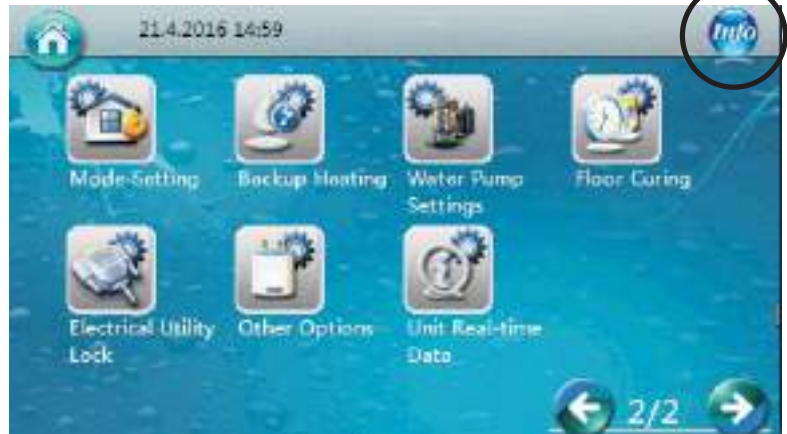 21.4.2016 14:59
Info
Mode-Setting
Backup Heating
Water Pump
Settings
Floor Curing
Electrical Utility
Lock
Other Options
Unit Real-time
Data
2/2